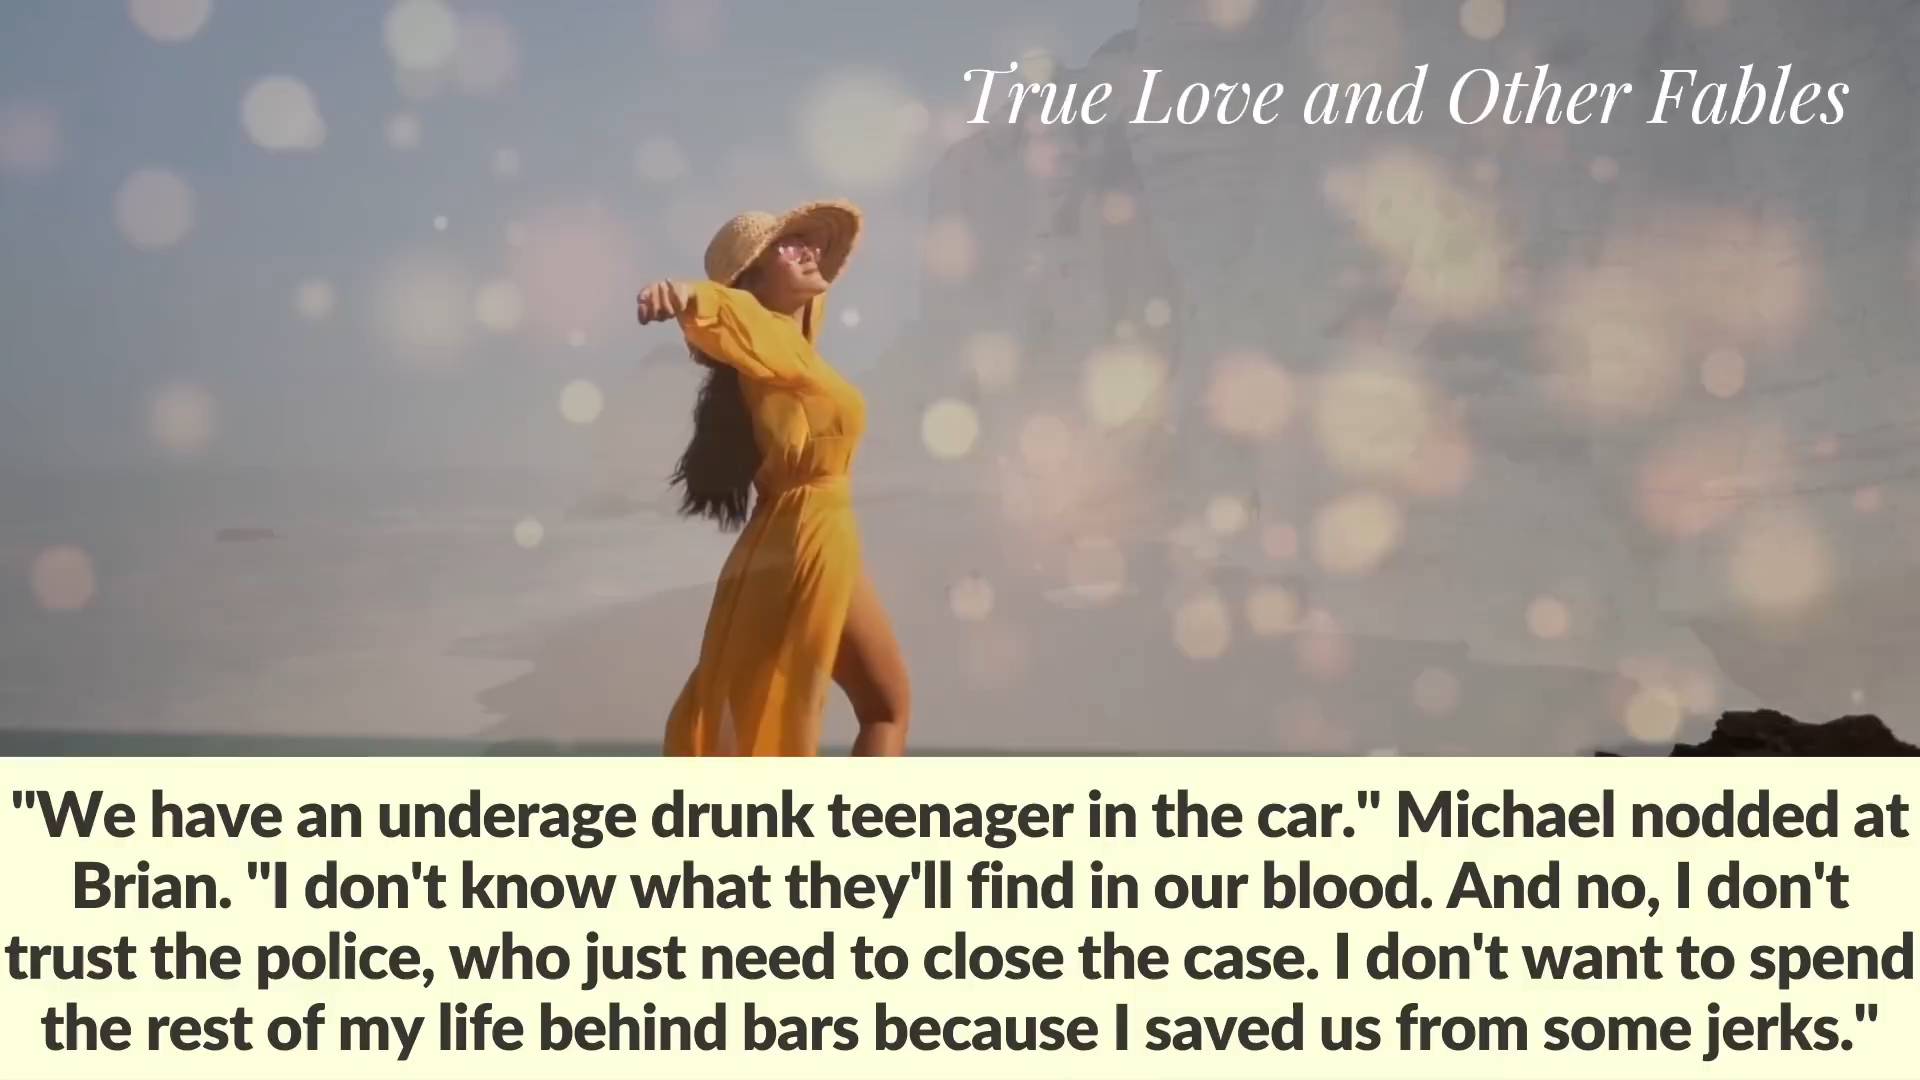 True Love and Other Fables
"We have an underage drunk teenager in the car." Michael nodded at
Brian. "I don't know what they'll find in our blood. And no, I don't
trust the police, who just need to close the case. I don't want to spend
the rest of my life behind bars because I saved us from some jerks."